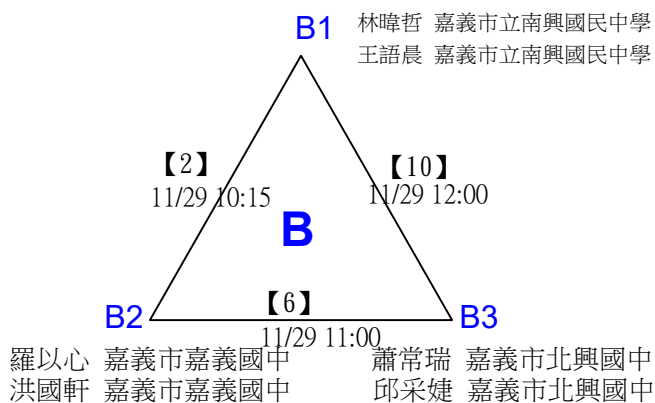 B1
林暐哲 嘉義市立南興國民中學
王語晨 嘉義市立南興國民中學
【2】
11/29 10:15
【10】
11/29 12:00
B
B2
【6】
11/29 11:00
B3
羅以心 嘉義市嘉義國中
洪國軒 嘉義市嘉義國中
蕭常瑞 嘉義市北興國中
邱采婕 嘉義市北興國中